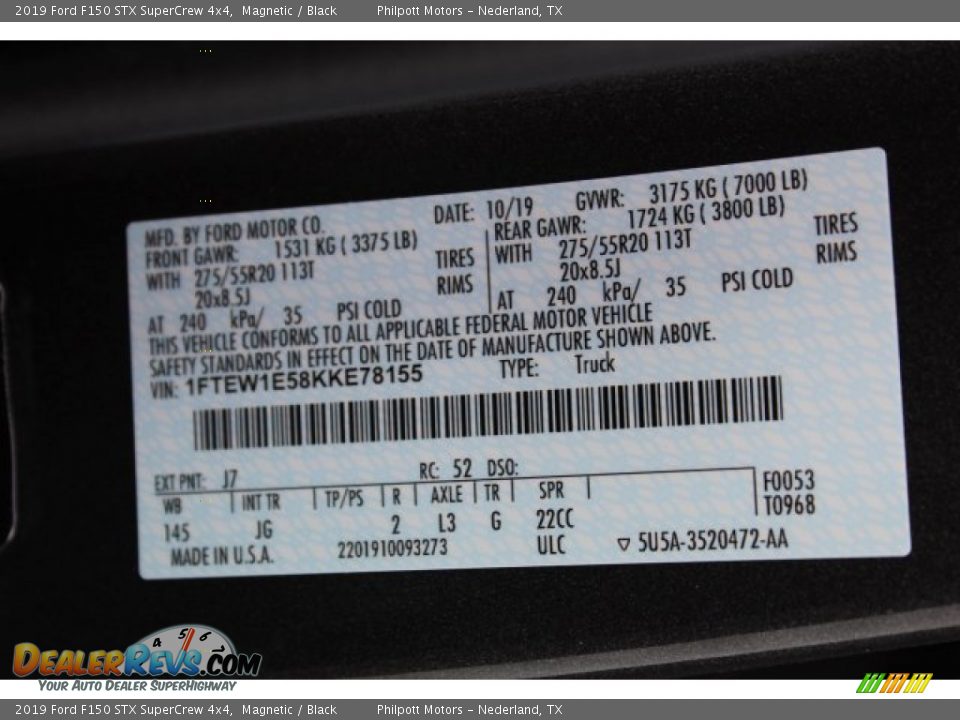 2019 Ford F150 STX SuperCrew 4x4, Magnetic / Black Philpott Motors - Nederland, TX
MFD. BY FORD MOTOR CO. DATE: 10/19 GVWR: 3175 KG ( 7000 LB)
FRONT GAWR: 1531 KG ( 3375 LB) REAR GAWR: 1724 KG ( 3800 LB)
WITH 275/55R20 113T TIRES WITH 275/55R20 113T TIRES
20x8.5J RIMS 20x8.5J RIMS
AT 240 kPa/ 35 PSI COLD AT 240 kPa/ 35 PSI COLD
THIS VEHICLE CONFORMS TO ALL APPLICABLE FEDERAL MOTOR VEHICLE
SAFETY STANDARDS IN EFFECT ON THE DATE OF MANUFACTURE SHOWN ABOVE.
VIN: 1FTEW1E58KKE78155 TYPE: Truck
EXT PNT: J7 RC: 52 DSO:
WB INT TR TP/PS R AXLE TR SPR F0053
145 JG 2 L3 G 22CC T0968
MADE IN U.S.A. 2201910093273 ULC ▽ 5U5A-3520472-AA
4 5 6
DealerRevs.com
Your Auto Dealer SuperHighway
2019 Ford F150 STX SuperCrew 4x4, Magnetic / Black Philpott Motors - Nederland, TX